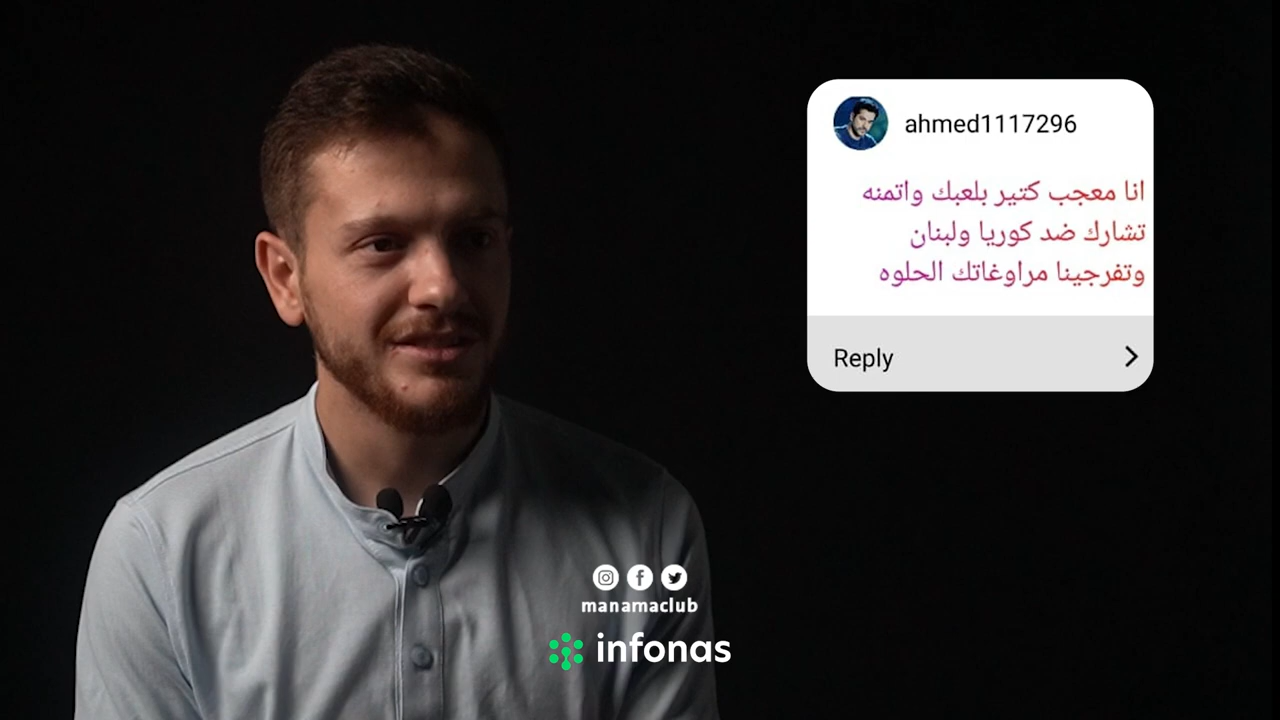 ahmed1117296
انا معجب كتير بلعبك واتمنه
تشارك ضد كوريا ولبنان
وتفرجينا مراوغاتك الحلوه
Reply
manamaclub
infonas